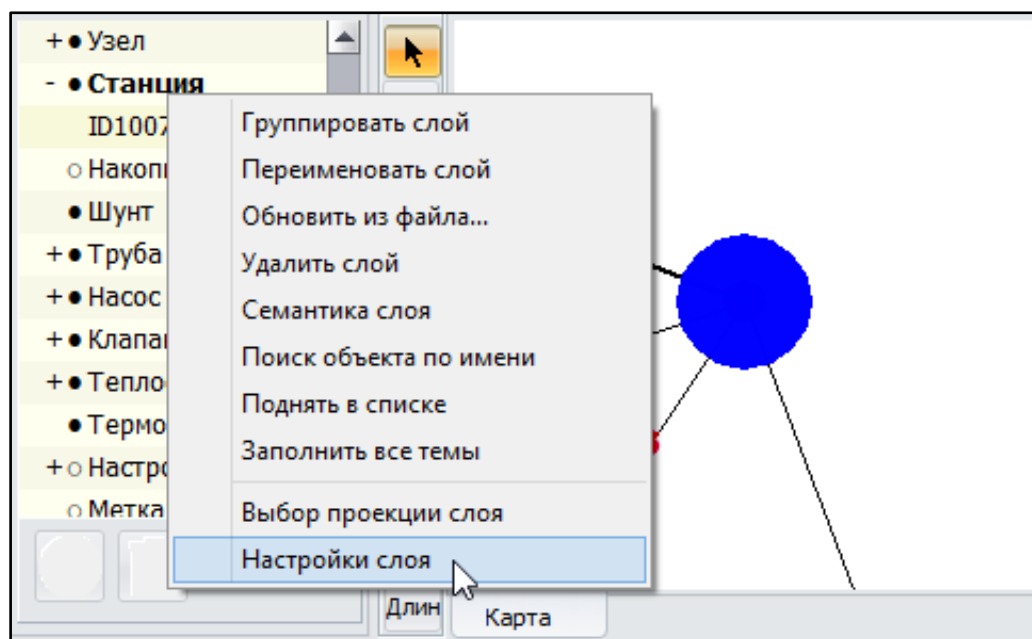 + ● Узел
- ● Станция
ID1007
○ Накопи
● Шунт
+ ● Труба
+ ● Насос
+ ● Клапан
+ ● Тепло
● Термо
+ ○ Настро
○ Метка
Группировать слой
Переименовать слой
Обновить из файла...
Удалить слой
Семантика слоя
Поиск объекта по имени
Поднять в списке
Заполнить все темы
Выбор проекции слоя
Настройки слоя
Длин
Карта